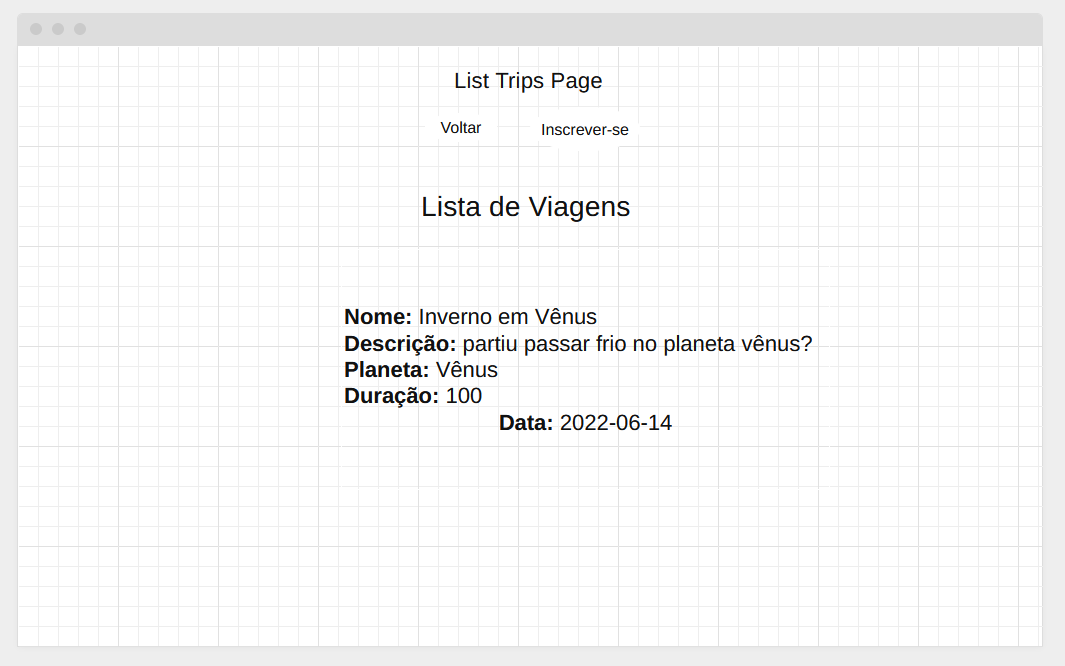 List Trips Page
Voltar Inscrever-se
Lista de Viagens
Nome: Inverno em Vênus
Descrição: partiu passar frio no planeta vênus?
Planeta: Vênus
Duração: 100
Data: 2022-06-14